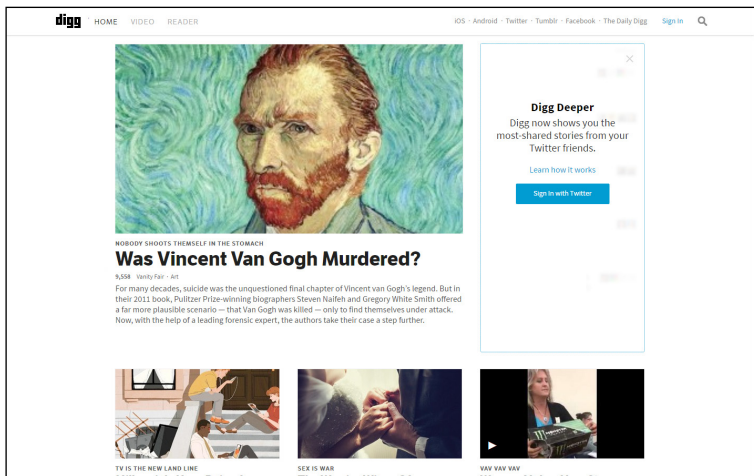 digg HOME VIDEO READER iOS · Android · Twitter · Tumblr · Facebook · The Daily Digg Sign In
Digg Deeper
Digg now shows you the
most-shared stories from your
Twitter friends.
Learn how it works
Sign In with Twitter
NOBODY SHOOTS THEMSELF IN THE STOMACH
Was Vincent Van Gogh Murdered?
9,558 Vanity Fair · Art
For many decades, suicide was the unquestioned final chapter of Vincent van Gogh's legend. But in
their 2011 book, Pulitzer Prize-winning biographers Steven Naifeh and Gregory White Smith offered
a far more plausible scenario — that Van Gogh was killed — only to find themselves under attack.
Now, with the help of a leading forensic expert, the authors take their case a step further.
TV IS THE NEW LAND LINE
SEX IS WAR
VAV VAV VAV